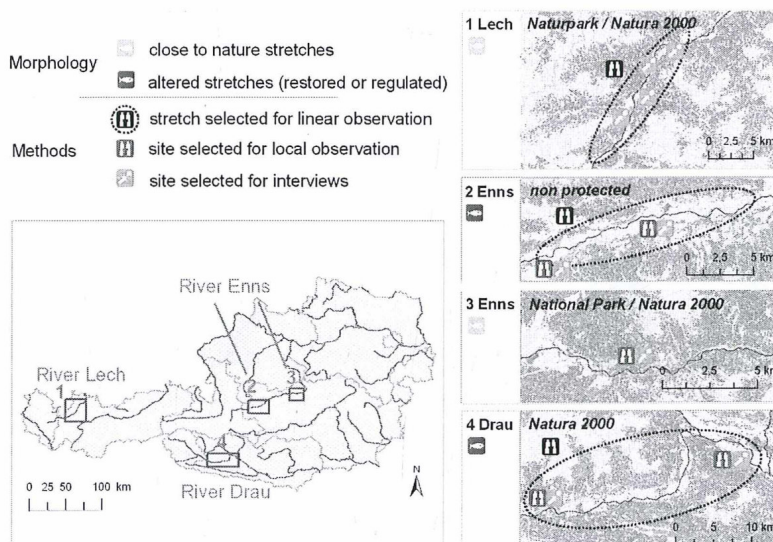 Morphology
close to nature stretches
altered stretches (restored or regulated)
Methods
stretch selected for linear observation
site selected for local observation
site selected for interviews
River Enns
River Lech
1
2
3
4
River Drau
0 25 50 100 km
N
1 Lech
Naturpark / Natura 2000
0 2,5 5 km
2 Enns
non protected
0 2,5 5 km
3 Enns
National Park / Natura 2000
0 2,5 5 km
4 Drau
Natura 2000
0 5 10 km